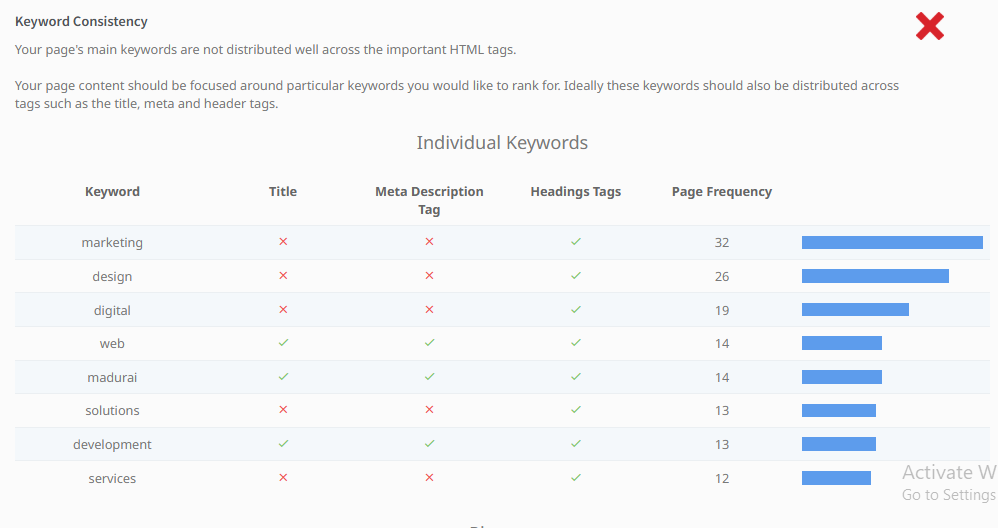 Keyword Consistency
Your page's main keywords are not distributed well across the important HTML tags.
Your page content should be focused around particular keywords you would like to rank for. Ideally these keywords should also be distributed across
tags such as the title, meta and header tags.
Individual Keywords
Keyword Title Meta Description Tag Headings Tags Page Frequency
marketing ✗ ✗ ✓ 32
design ✗ ✗ ✓ 26
digital ✗ ✗ ✓ 19
web ✓ ✓ ✓ 14
madurai ✓ ✓ ✓ 14
solutions ✗ ✗ ✓ 13
development ✓ ✓ ✓ 13
services ✗ ✗ ✓ 12
Activate W
Go to Settings